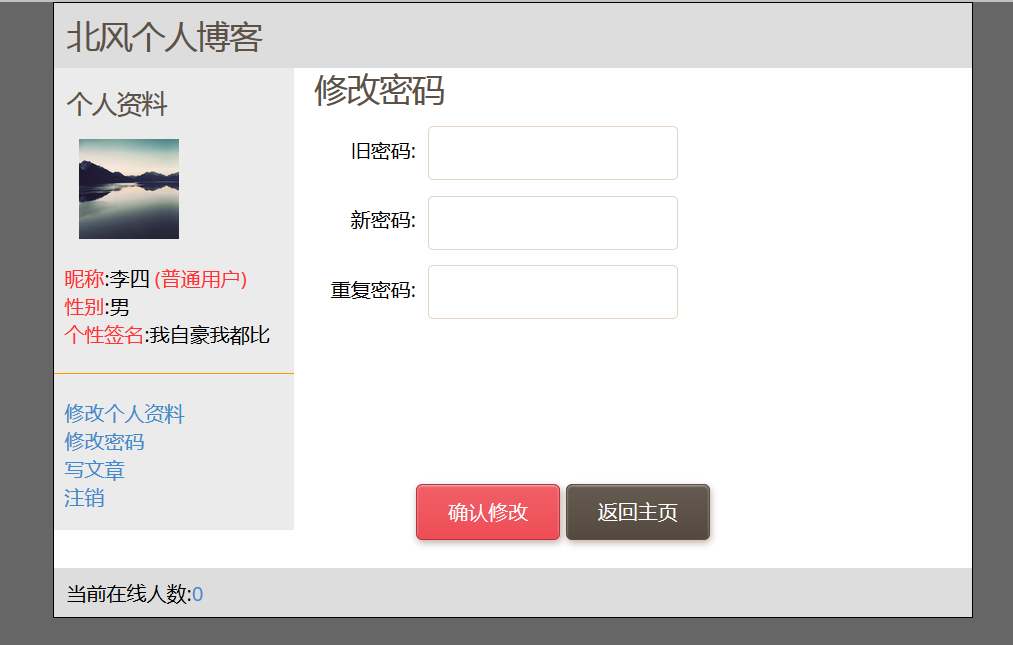 北风个人博客
个人资料
昵称:李四 (普通用户)
性别:男
个性签名:我自豪我都比
修改个人资料
修改密码
写文章
注销
修改密码
旧密码:
新密码:
重复密码:
确认修改
返回主页
当前在线人数:0